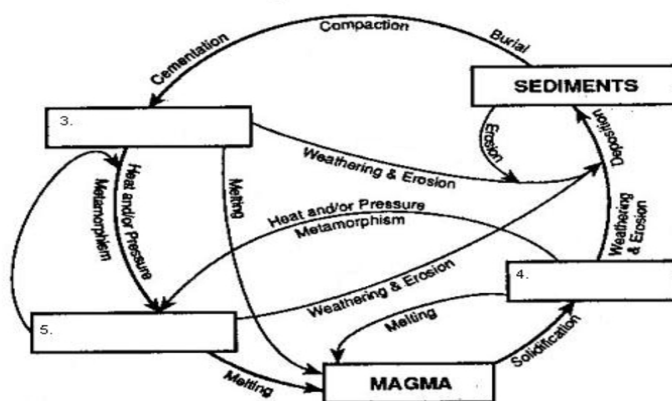 Cementation
Compaction
Burial
SEDIMENTS
3.
Erosion
Deposition
Weathering & Erosion
Melting
Heat and/or Pressure
Metamorphism
Heat and/or Pressure
Metamorphism
Weathering
& Erosion
4.
Weathering & Erosion
5.
Melting
Solidification
Melting
MAGMA